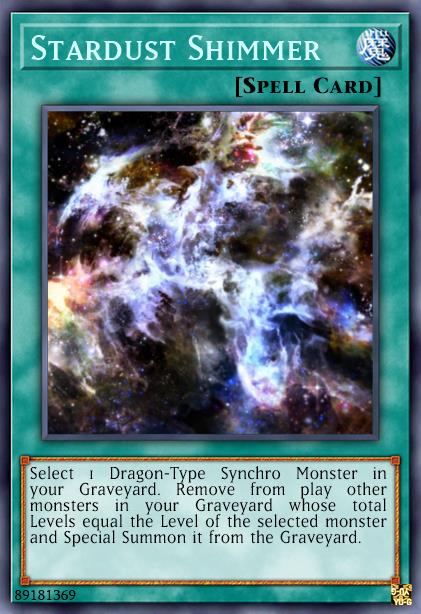 STARDUST SHIMMER
魔
[SPELL CARD]
Select 1 Dragon-Type Synchro Monster in
your Graveyard. Remove from play other
monsters in your Graveyard whose total
Levels equal the Level of the selected monster
and Special Summon it from the Graveyard.
89181369